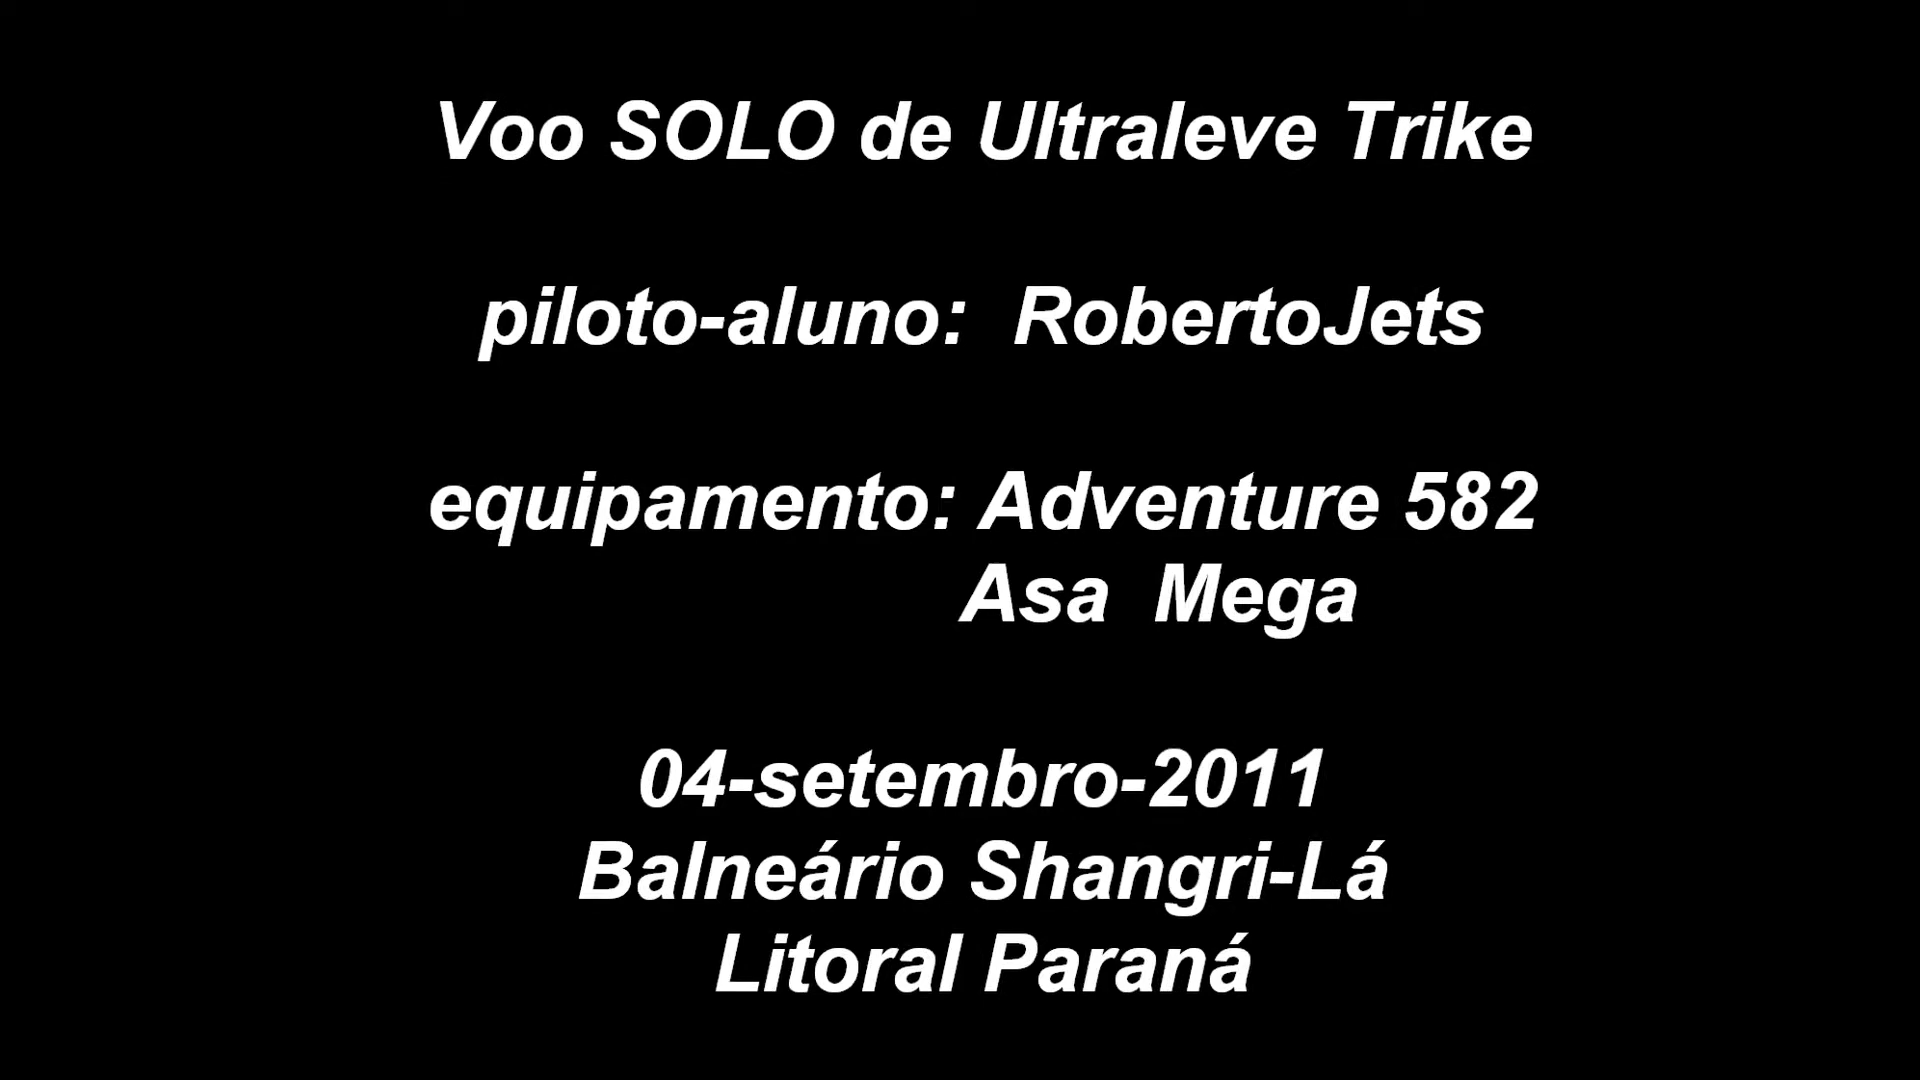 Voo SOLO de Ultraleve Trike
piloto-aluno: RobertoJets
equipamento: Adventure 582
Asa Mega
04-setembro-2011
Balneário Shangri-Lá
Litoral Paraná